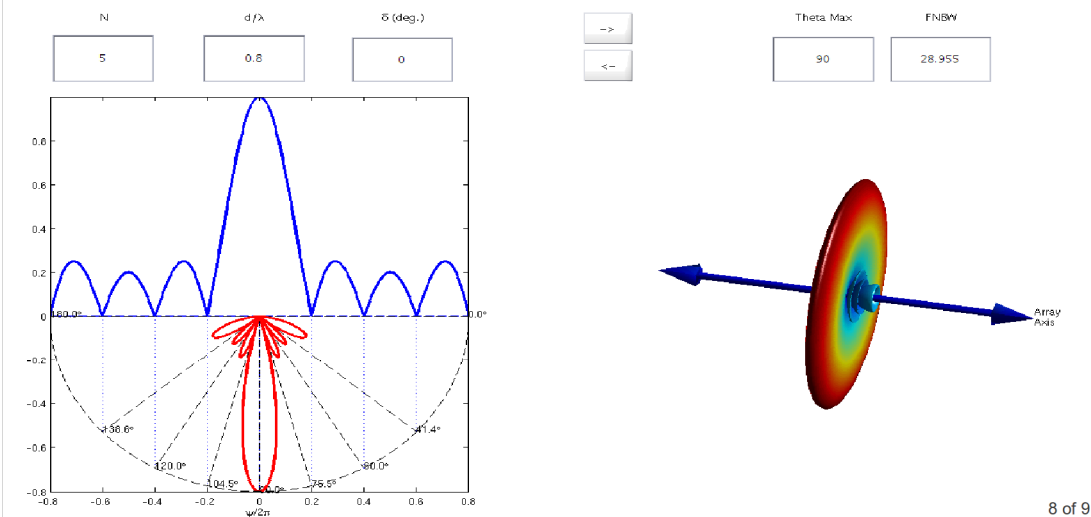 N d/λ δ (deg.) -> Theta Max FNBW
5 0.8 0 <- 90 28.955
0.8
0.6
0.4
0.2
0
180.0° 0.0°
-0.2
-0.4
138.6° 41.4°
-0.6
120.0° 60.0°
104.5° 90.0° 75.5°
-0.8
-0.8 -0.6 -0.4 -0.2 0 0.2 0.4 0.6 0.8
ψ/2π
Array
Axis
8 of 9